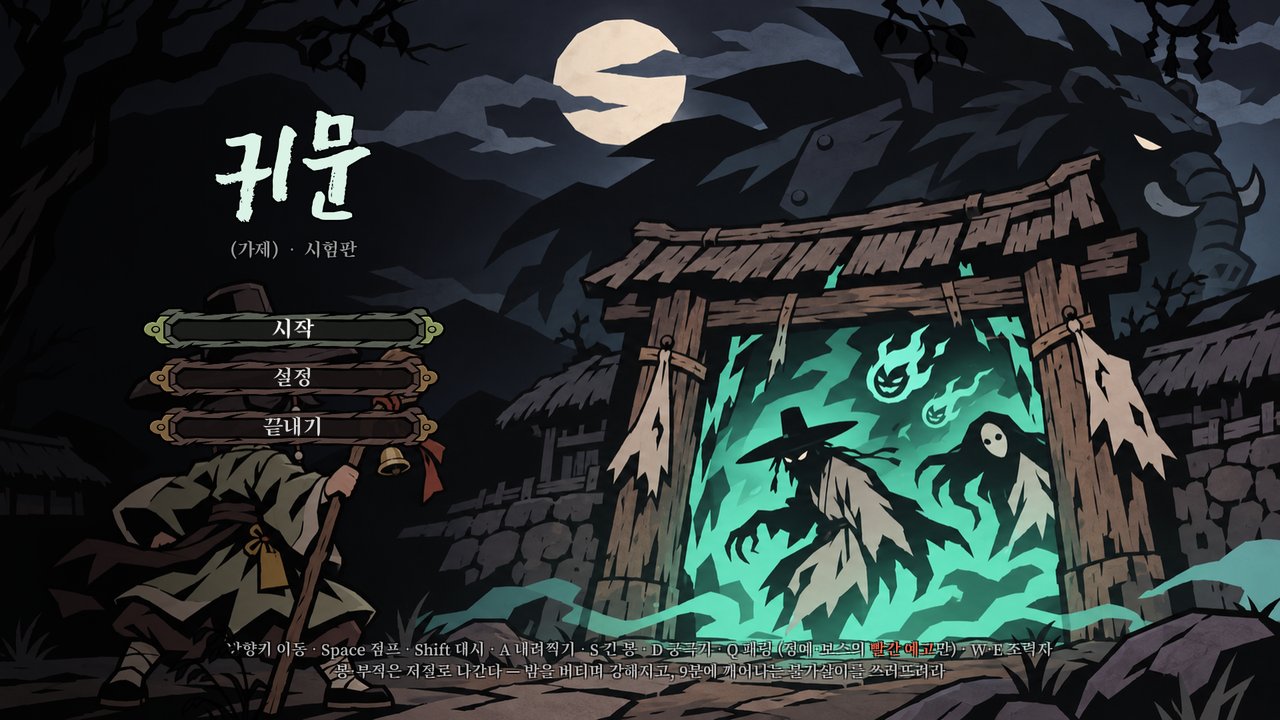 귀문
(가제) · 시험판
시작
설정
끝내기
방향키 이동 · Space 점프 · Shift 대시 · A 내려찍기 · S 긴 봉 · D 궁극기 · Q 패링 (정예·보스의 빨간 예고만) · W·E 조력자
봉·부적은 저절로 나간다 — 밤을 버티며 강해지고, 9분에 깨어나는 불가살이를 쓰러뜨려라